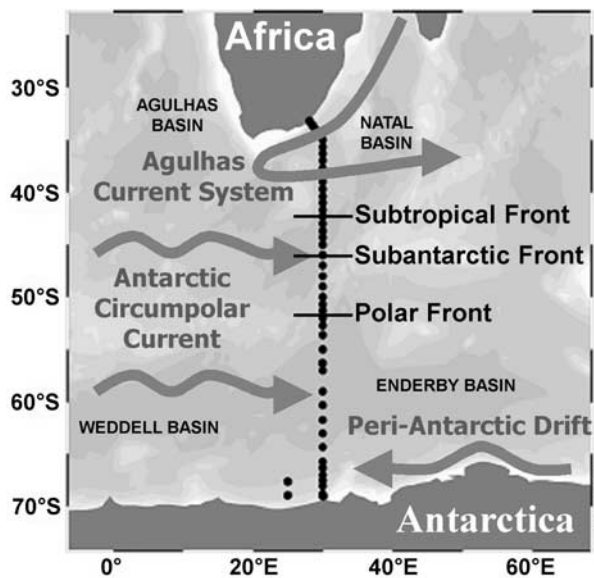 Africa
30°S
AGULHAS
BASIN
NATAL
BASIN
Agulhas
Current System
40°S
Subtropical Front
Subantarctic Front
Antarctic
Circumpolar
Current
50°S
Polar Front
ENDERBY BASIN
60°S
WEDDELL BASIN
Peri-Antarctic Drift
70°S
Antarctica
0°
20°E
40°E
60°E